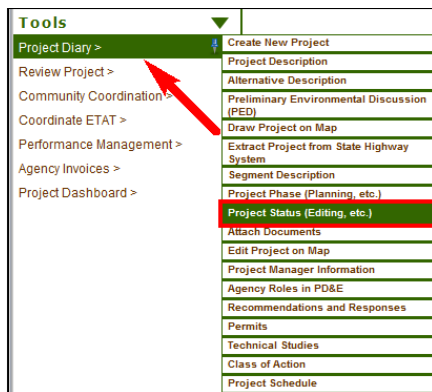 Tools
Project Diary >
Review Project >
Community Coordination >
Coordinate ETAT >
Performance Management >
Agency Invoices >
Project Dashboard >
Create New Project
Project Description
Alternative Description
Preliminary Environmental Discussion
(PED)
Draw Project on Map
Extract Project from State Highway
System
Segment Description
Project Phase (Planning, etc.)
Project Status (Editing, etc.)
Attach Documents
Edit Project on Map
Project Manager Information
Agency Roles in PD&E
Recommendations and Responses
Permits
Technical Studies
Class of Action
Project Schedule